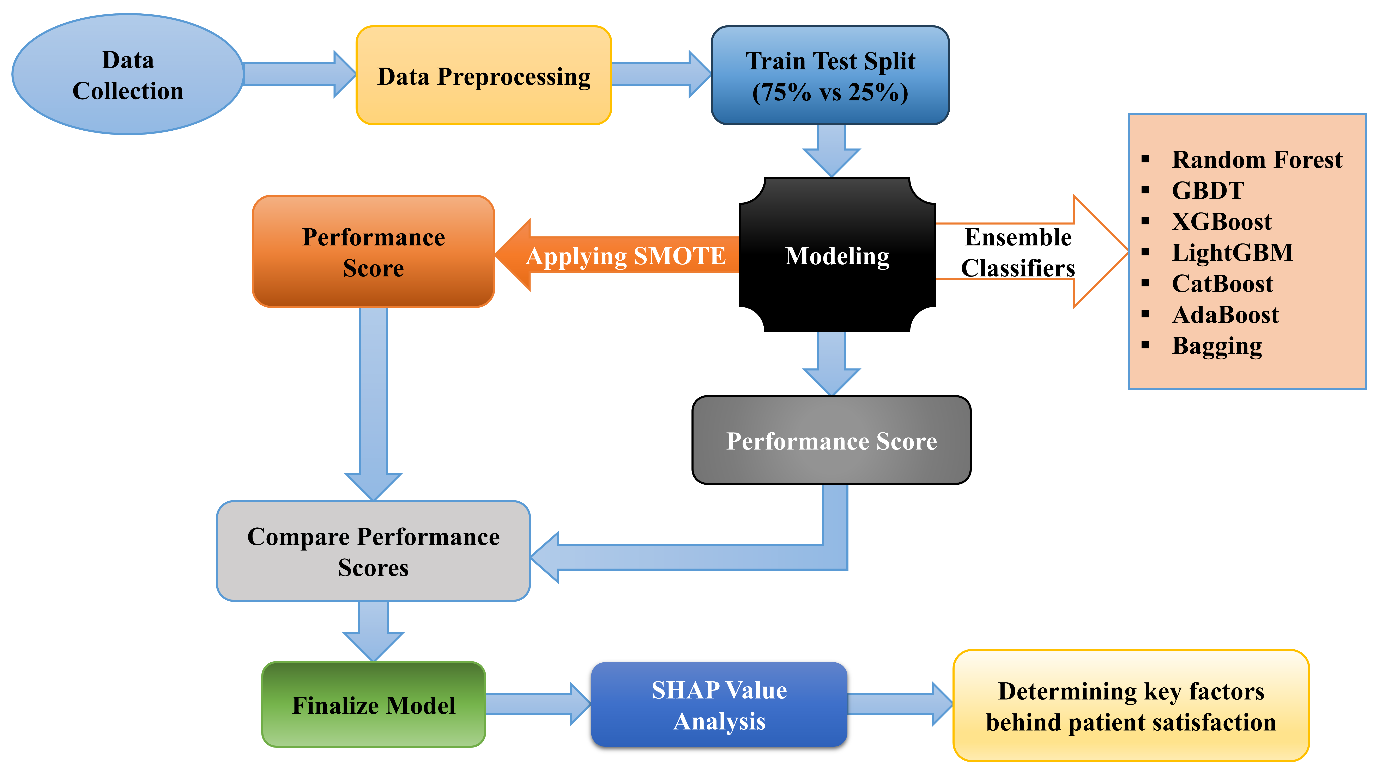 Data
Collection
Data Preprocessing
Train Test Split
(75% vs 25%)
Modeling
Ensemble
Classifiers
▪ Random Forest
▪ GBDT
▪ XGBoost
▪ LightGBM
▪ CatBoost
▪ AdaBoost
▪ Bagging
Applying SMOTE
Performance
Score
Performance Score
Compare Performance
Scores
Finalize Model
SHAP Value
Analysis
Determining key factors
behind patient satisfaction